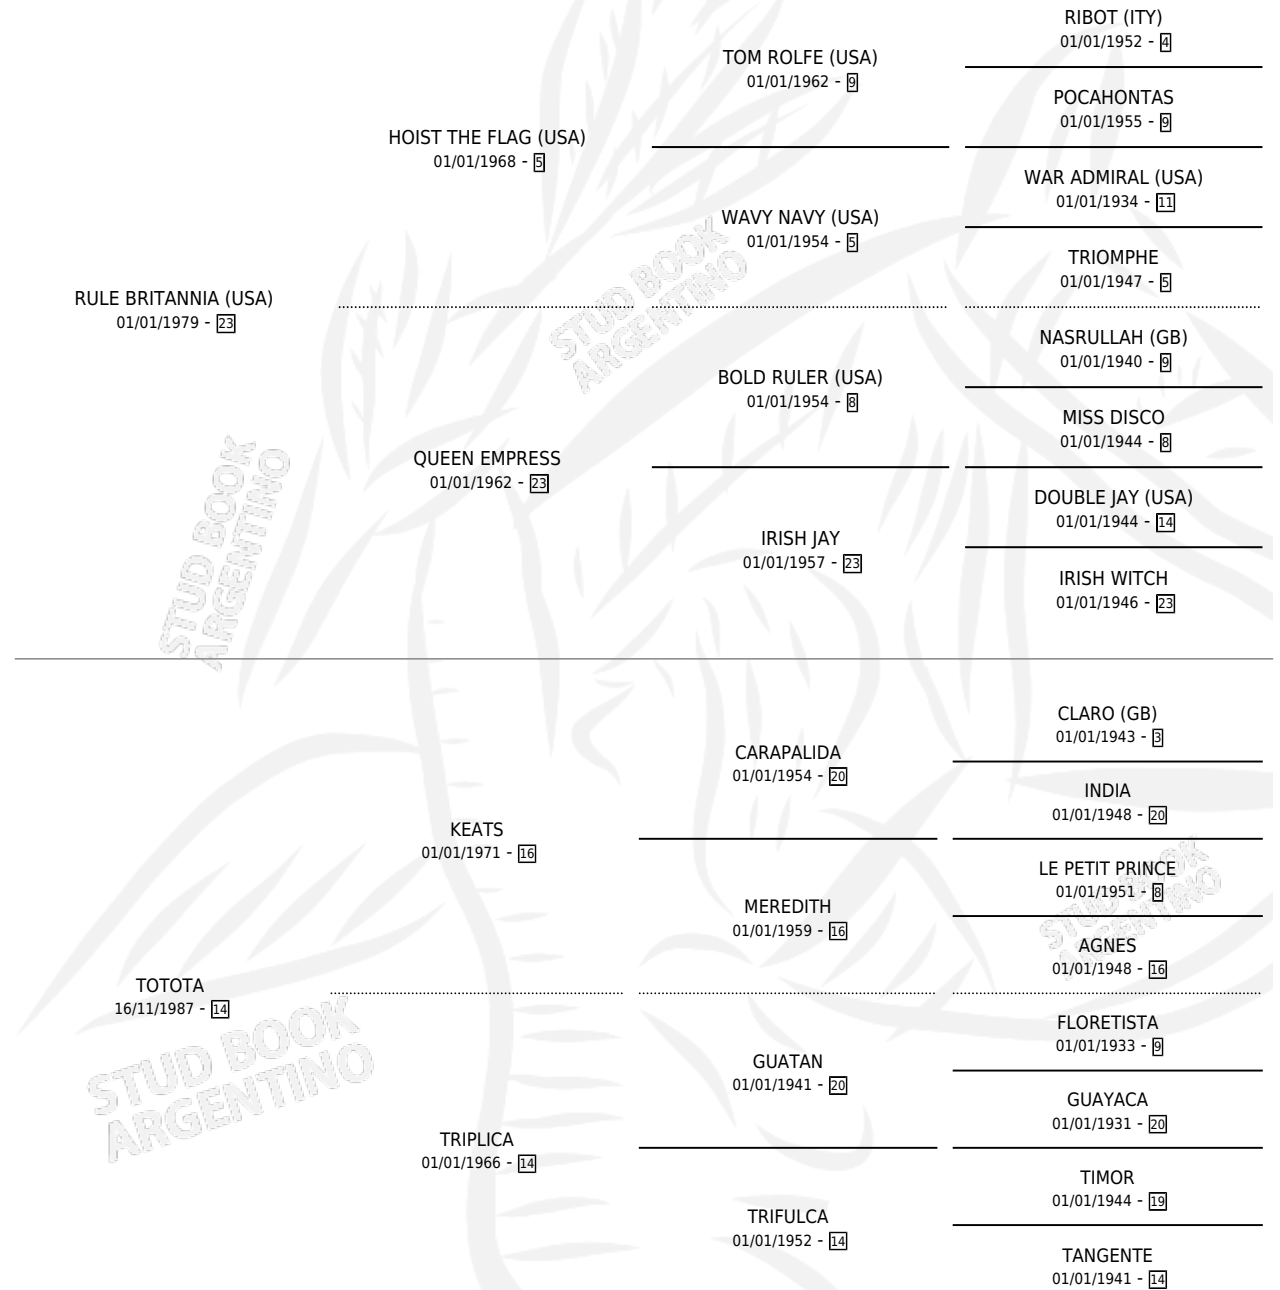 RIBOT (ITY)
01/01/1952 - 4
TOM ROLFE (USA)
01/01/1962 - 9
POCAHONTAS
01/01/1955 - 9
HOIST THE FLAG (USA)
01/01/1968 - 5
WAR ADMIRAL (USA)
01/01/1934 - 11
WAVY NAVY (USA)
01/01/1954 - 5
TRIOMPHE
01/01/1947 - 5
RULE BRITANNIA (USA)
01/01/1979 - 23
NASRULLAH (GB)
01/01/1940 - 9
BOLD RULER (USA)
01/01/1954 - 8
MISS DISCO
01/01/1944 - 8
QUEEN EMPRESS
01/01/1962 - 23
DOUBLE JAY (USA)
01/01/1944 - 14
IRISH JAY
01/01/1957 - 23
IRISH WITCH
01/01/1946 - 23
CLARO (GB)
01/01/1943 - 3
CARAPALIDA
01/01/1954 - 20
INDIA
01/01/1948 - 20
KEATS
01/01/1971 - 16
LE PETIT PRINCE
01/01/1951 - 8
MEREDITH
01/01/1959 - 16
AGNES
01/01/1948 - 16
TOTOTA
16/11/1987 - 14
FLORETISTA
01/01/1933 - 9
GUATAN
01/01/1941 - 20
GUAYACA
01/01/1931 - 20
TRIPLICA
01/01/1966 - 14
TIMOR
01/01/1944 - 19
TRIFULCA
01/01/1952 - 14
TANGENTE
01/01/1941 - 14
STUD BOOK
ARGENTINO
STUD BOOK
ARGENTINO
STUD BOOK
ARGENTINO
STUD BOOK
ARGENTINO